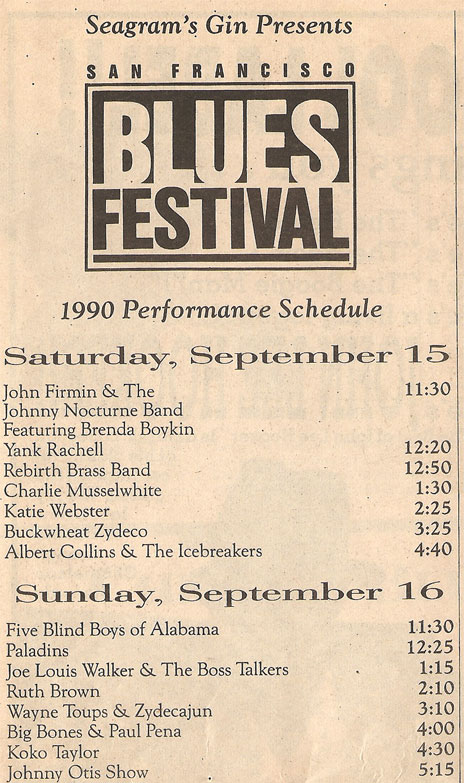 Seagram's Gin Presents
SAN FRANCISCO
BLUES
FESTIVAL
1990 Performance Schedule
Saturday, September 15
John Firmin & The 11:30
Johnny Nocturne Band
Featuring Brenda Boykin
Yank Rachell 12:20
Rebirth Brass Band 12:50
Charlie Musselwhite 1:30
Katie Webster 2:25
Buckwheat Zydeco 3:25
Albert Collins & The Icebreakers 4:40
Sunday, September 16
Five Blind Boys of Alabama 11:30
Paladins 12:25
Joe Louis Walker & The Boss Talkers 1:15
Ruth Brown 2:10
Wayne Toups & Zydecajun 3:10
Big Bones & Paul Pena 4:00
Koko Taylor 4:30
Johnny Otis Show 5:15